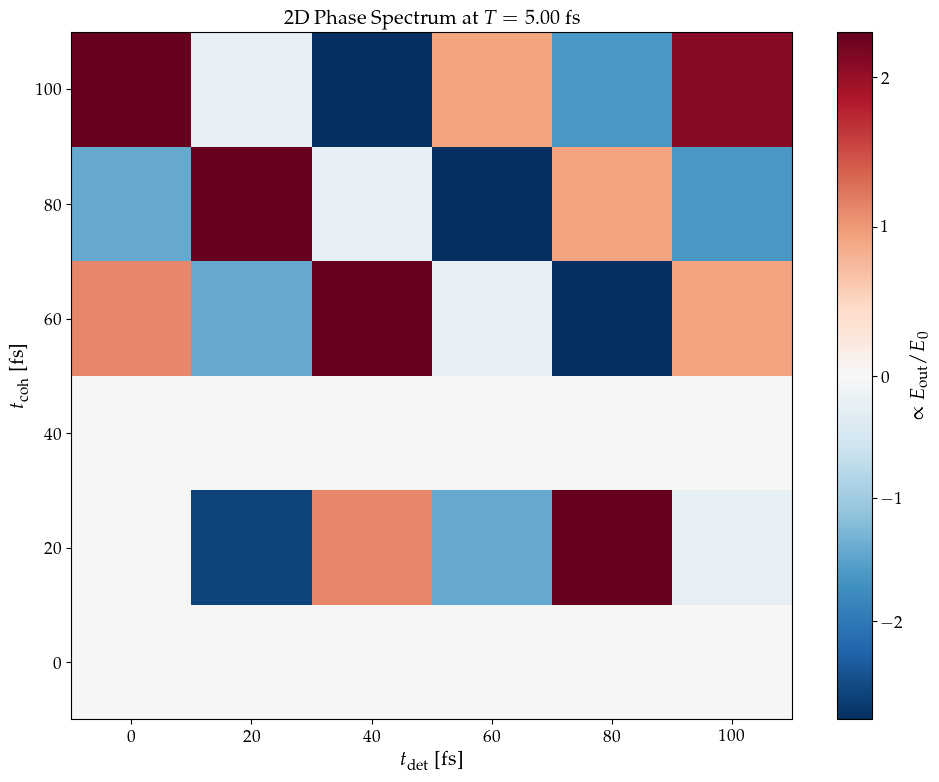 2D Phase Spectrum at T = 5.00 fs
100
80
60
40
20
0
t_coh [fs]
0 20 40 60 80 100
t_det [fs]
2
1
0
−1
−2
∝ E_out / E_0